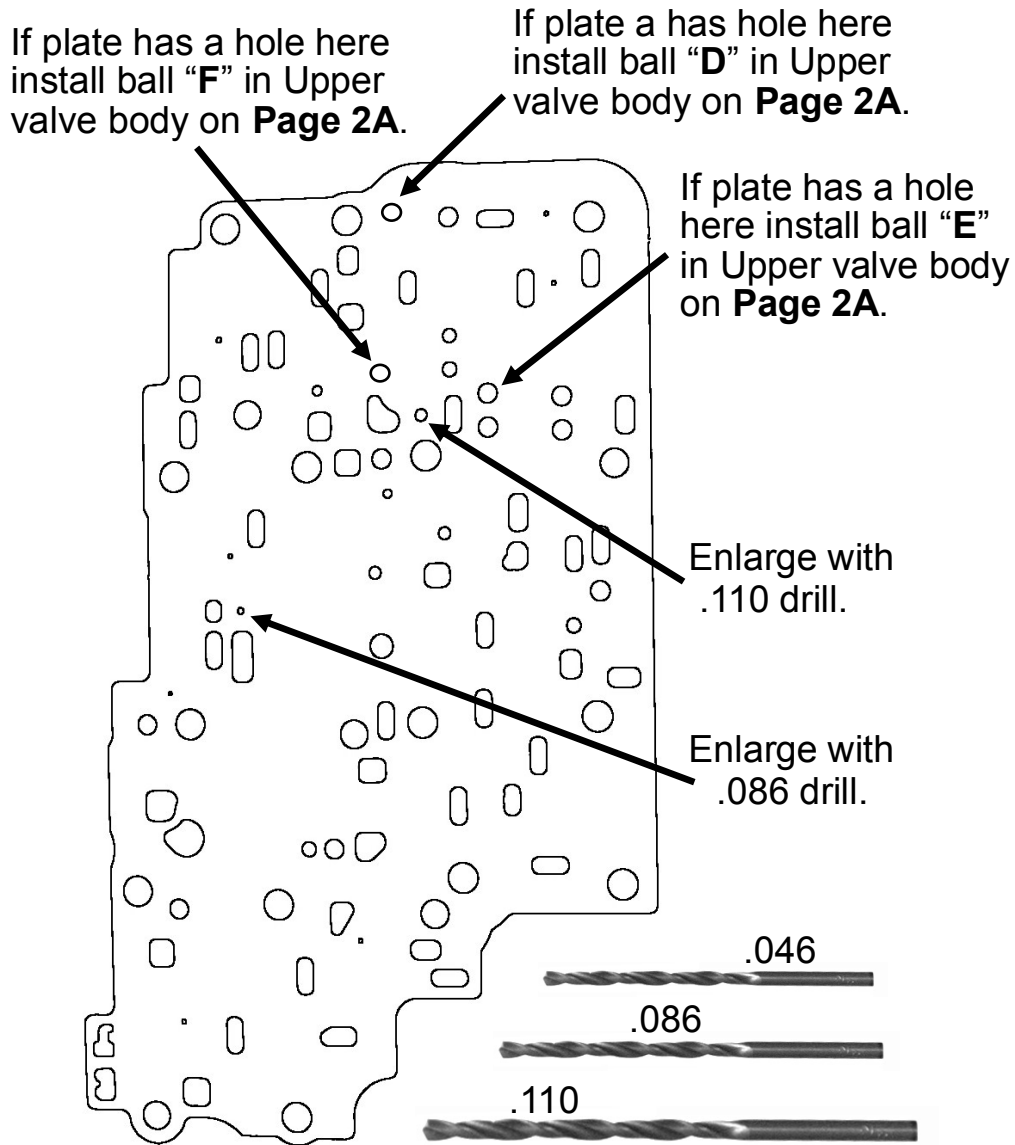 If plate has a hole here
install ball “F” in Upper
valve body on Page 2A.
If plate a has hole here
install ball “D” in Upper
valve body on Page 2A.
If plate has a hole
here install ball “E”
in Upper valve body
on Page 2A.
Enlarge with
.110 drill.
Enlarge with
.086 drill.
.046
.086
.110